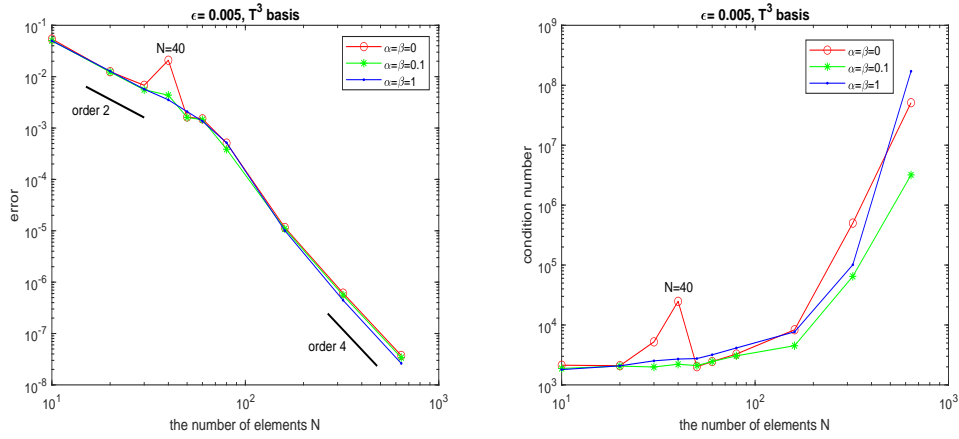 ϵ= 0.005, T³ basis
10⁻¹
10⁻²
10⁻³
10⁻⁴
10⁻⁵
10⁻⁶
10⁻⁷
10⁻⁸
error
N=40
order 2
order 4
α=β=0
α=β=0.1
α=β=1
10¹
10²
10³
the number of elements N
ϵ= 0.005, T³ basis
10⁹
10⁸
10⁷
10⁶
10⁵
10⁴
10³
condition number
N=40
α=β=0
α=β=0.1
α=β=1
10¹
10²
10³
the number of elements N